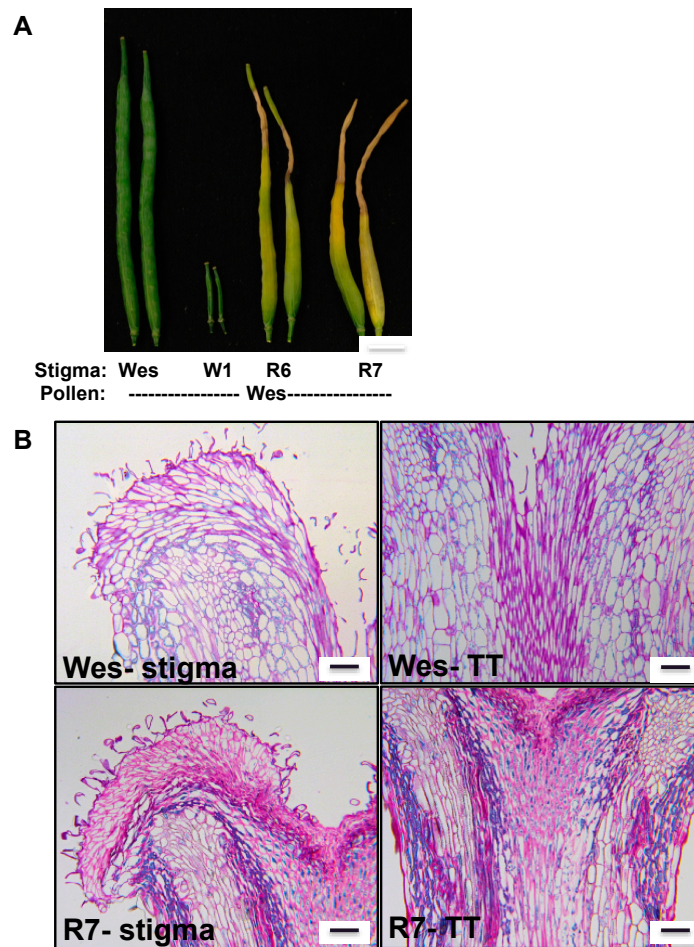 A
Stigma: Wes W1 R6 R7
Pollen: ----------------- Wes-----------------
B
Wes- stigma
Wes- TT
R7- stigma
R7- TT